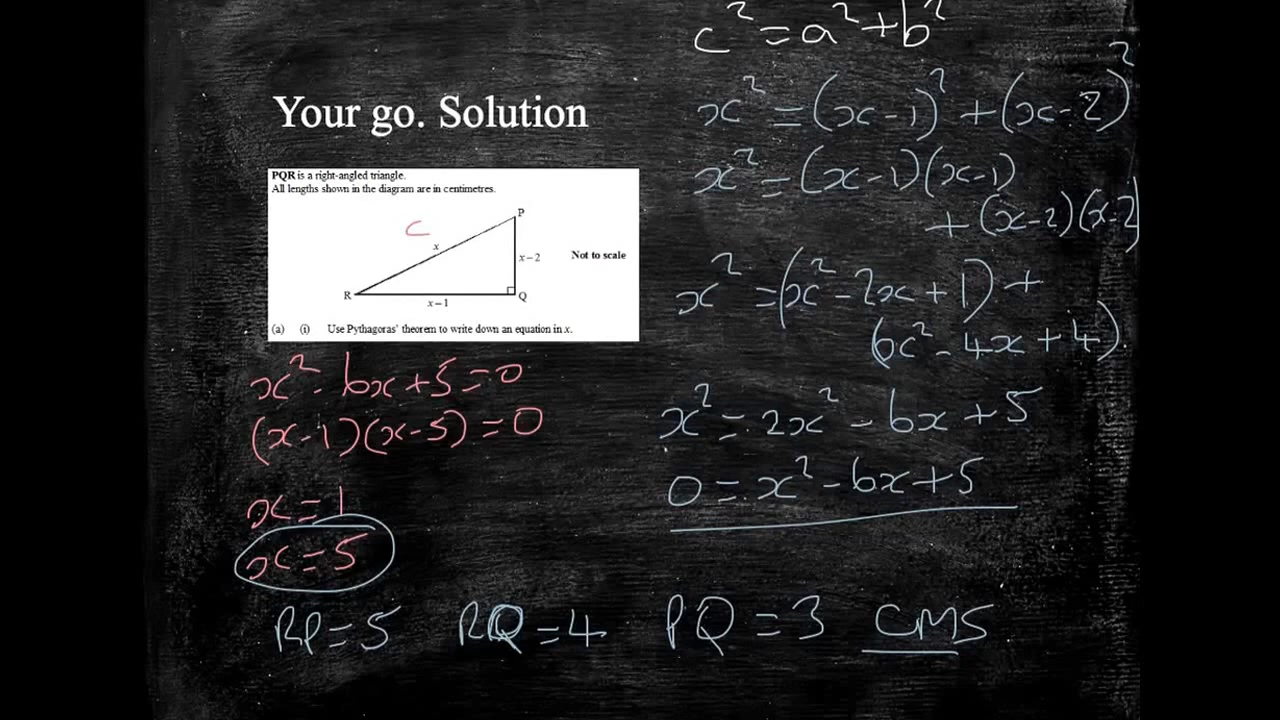 Your go. Solution
PQR is a right-angled triangle.
All lengths shown in the diagram are in centimetres.
c
P
x
x−2
Not to scale
R
Q
x−1
(a) (i) Use Pythagoras' theorem to write down an equation in x.
x² - 6x + 5 = 0
(x-1)(x-5) = 0
x = 1
x = 5
c² = a² + b²
x² = (x-1)² + (x-2)²
x² = (x-1)(x-1)
+ (x-2)(x-2)
x² = (x² - 2x + 1) +
(x² - 4x + 4).
x² = 2x² - 6x + 5
0 = x² - 6x + 5
RP = 5 RQ = 4 PQ = 3 CMS